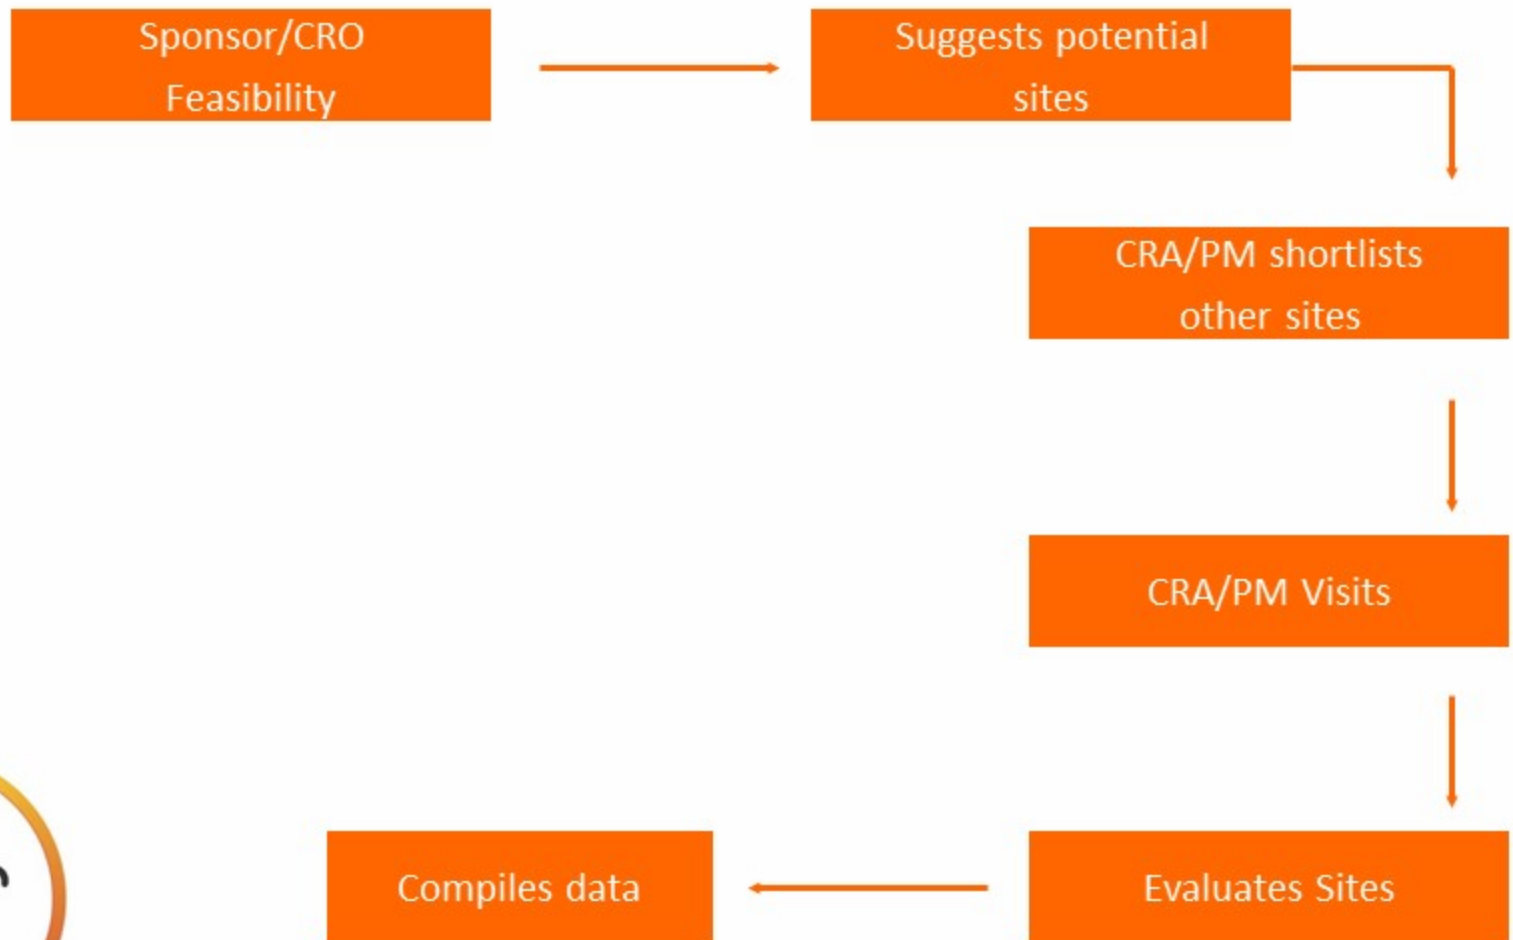 Sponsor/CRO
Feasibility
Suggests potential
sites
CRA/PM shortlists
other sites
CRA/PM Visits
Evaluates Sites
Compiles data